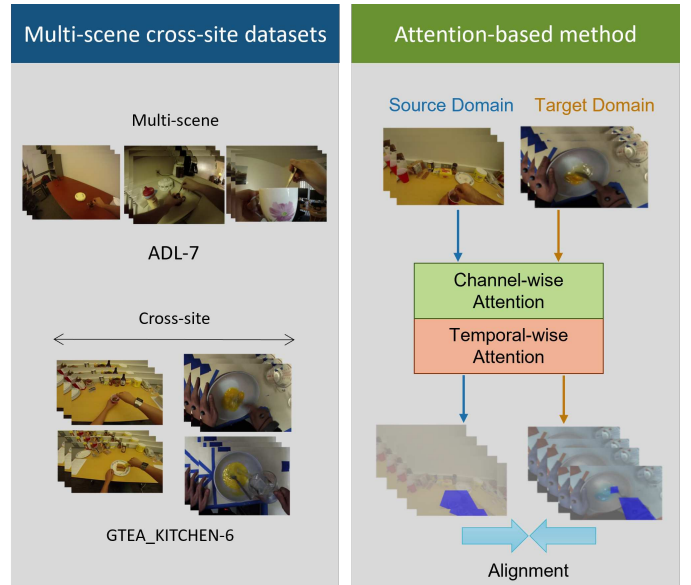 Multi-scene cross-site datasets
Multi-scene
ADL-7
Cross-site
GTEA_KITCHEN-6
Attention-based method
Source Domain
Target Domain
Channel-wise
Attention
Temporal-wise
Attention
Alignment